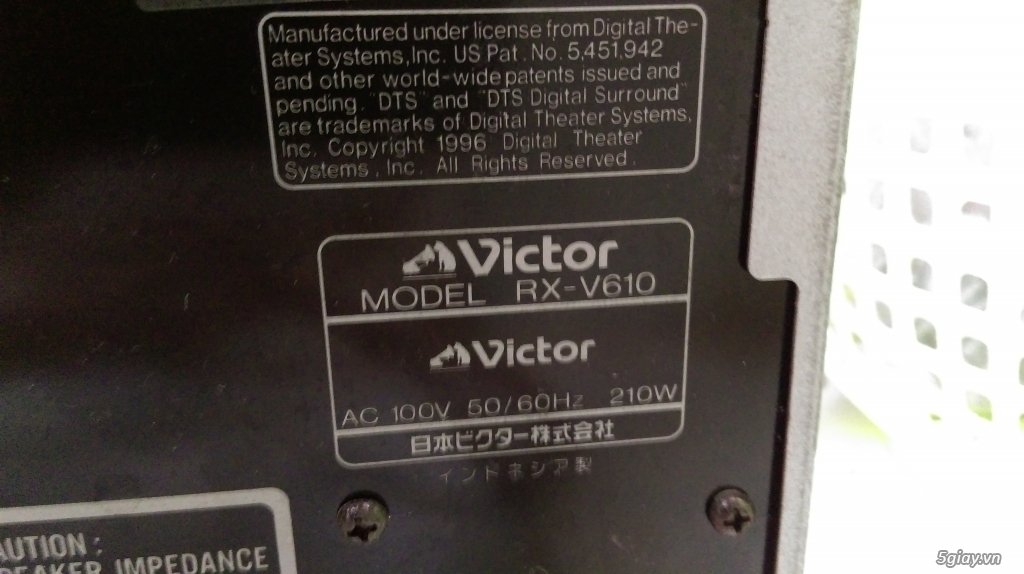 Manufactured under license from Digital The-
ater Systems, Inc. US Pat. No. 5,451,942
and other world-wide patents issued and
pending. "DTS" and "DTS Digital Surround"
are trademarks of Digital Theater Systems,
Inc. Copyright 1996 Digital Theater
Systems, Inc. All Rights Reserved.
Victor
MODEL RX-V610
Victor
AC 100V 50/60Hz 210W
日本ビクター株式会社
インドネシア製
AUTION :
EAKER IMPEDANCE
5giay.vn